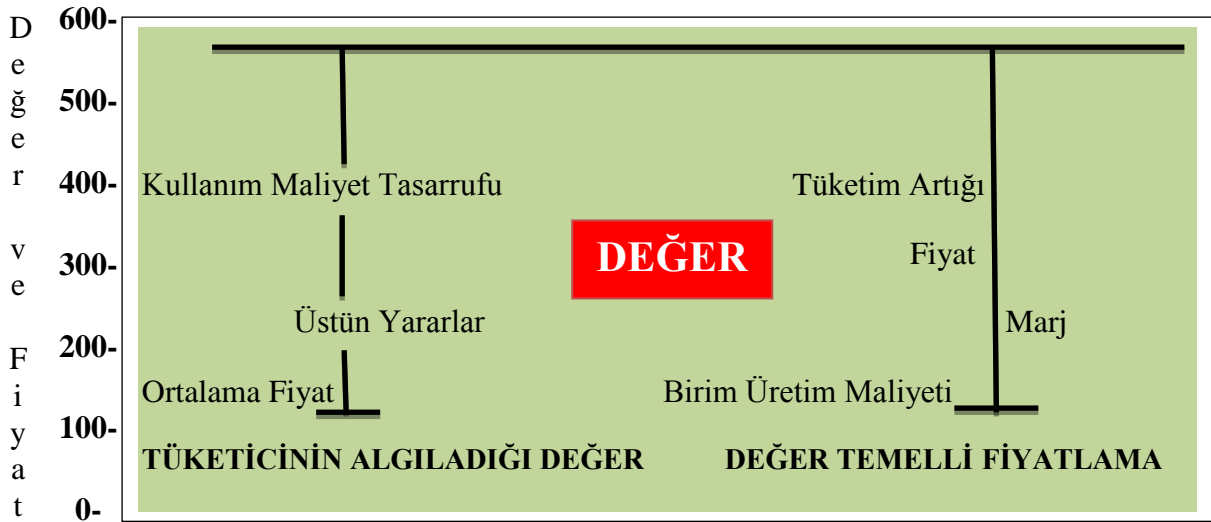 Değer ve Fiyat
600-
500-
400-
300-
200-
100-
0-
Kullanım Maliyet Tasarrufu
Tüketim Artığı
DEĞER
Fiyat
Üstün Yararlar
Marj
Ortalama Fiyat
Birim Üretim Maliyeti
TÜKETİCİNİN ALGILADIĞI DEĞER
DEĞER TEMELLİ FİYATLAMA